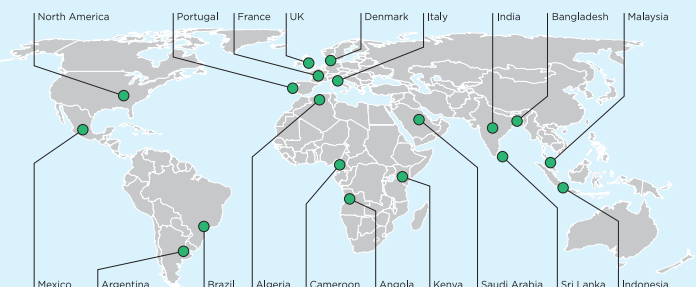 North America
Portugal
France
UK
Denmark
Italy
India
Bangladesh
Malaysia
Mexico
Argentina
Brazil
Algeria
Cameroon
Angola
Kenya
Saudi Arabia
Sri Lanka
Indonesia